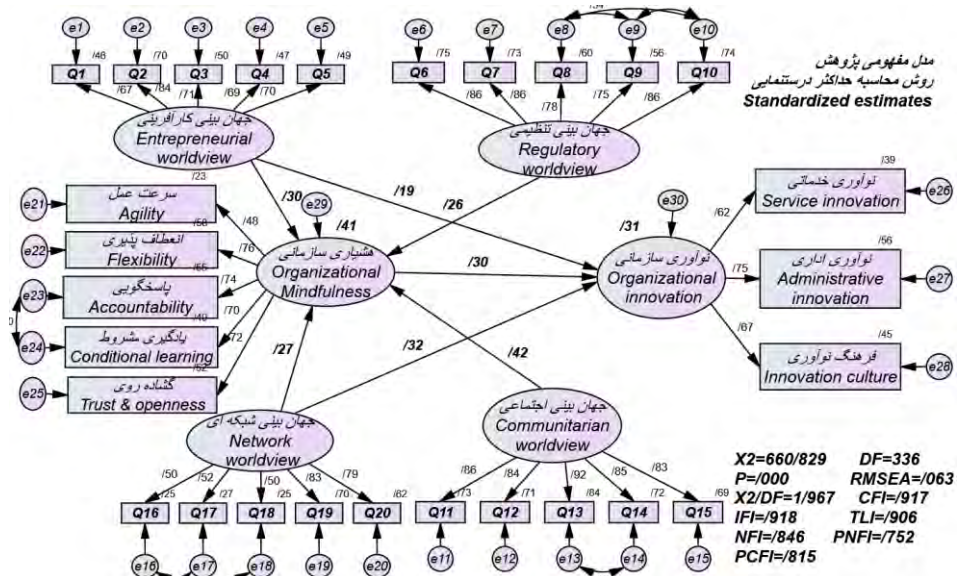 e1 e2 e3 e4 e5
/46 /70 /50 /47 /49
Q1 Q2 Q3 Q4 Q5
/67 /84 /71 /69 /70
جهان بینی کارآفرینی
Entrepreneurial
worldview
e6 e7 e8 e9 e10
/75 /73 /60 /56 /74
Q6 Q7 Q8 Q9 Q10
/86 /86 /78 /75 /86
جهان بینی تنظیمی
Regulatory
worldview
مدل مفهومی پژوهش
روش محاسبه حداکثر درستنمایی
Standardized estimates
/30 /19 /26
e21
/23
سرعت عمل
Agility
/48
e22
انعطاف پذیری
Flexibility
/76
e23
پاسخگویی
Accountability
/74
e24
یادگیری مشروط
Conditional learning
/70
e25
گشاده روی
Trust & openness
/72
e29
/41
هشیاری سازمانی
Organizational
Mindfulness
/30
e30
/31
نوآوری سازمانی
Organizational
innovation
/62
/39
نوآوری خدماتی
Service innovation
e26
/75
/56
نوآوری اداری
Administrative
innovation
e27
/67
/45
فرهنگ نوآوری
Innovation culture
e28
/27 /32 /42
جهان بینی شبکه ای
Network
worldview
/50 /52 /50 /83 /79
/25 /27 /25 /70 /62
Q16 Q17 Q18 Q19 Q20
e16 e17 e18 e19 e20
جهان بینی اجتماعی
Communitarian
worldview
/86 /84 /92 /85 /83
/73 /71 /84 /72 /69
Q11 Q12 Q13 Q14 Q15
e11 e12 e13 e14 e15
X2=660/829 DF=336
P=/000 RMSEA=/063
X2/DF=1/967 CFI=/917
IFI=/918 TLI=/906
NFI=/846 PNFI=/752
PCFI=/815